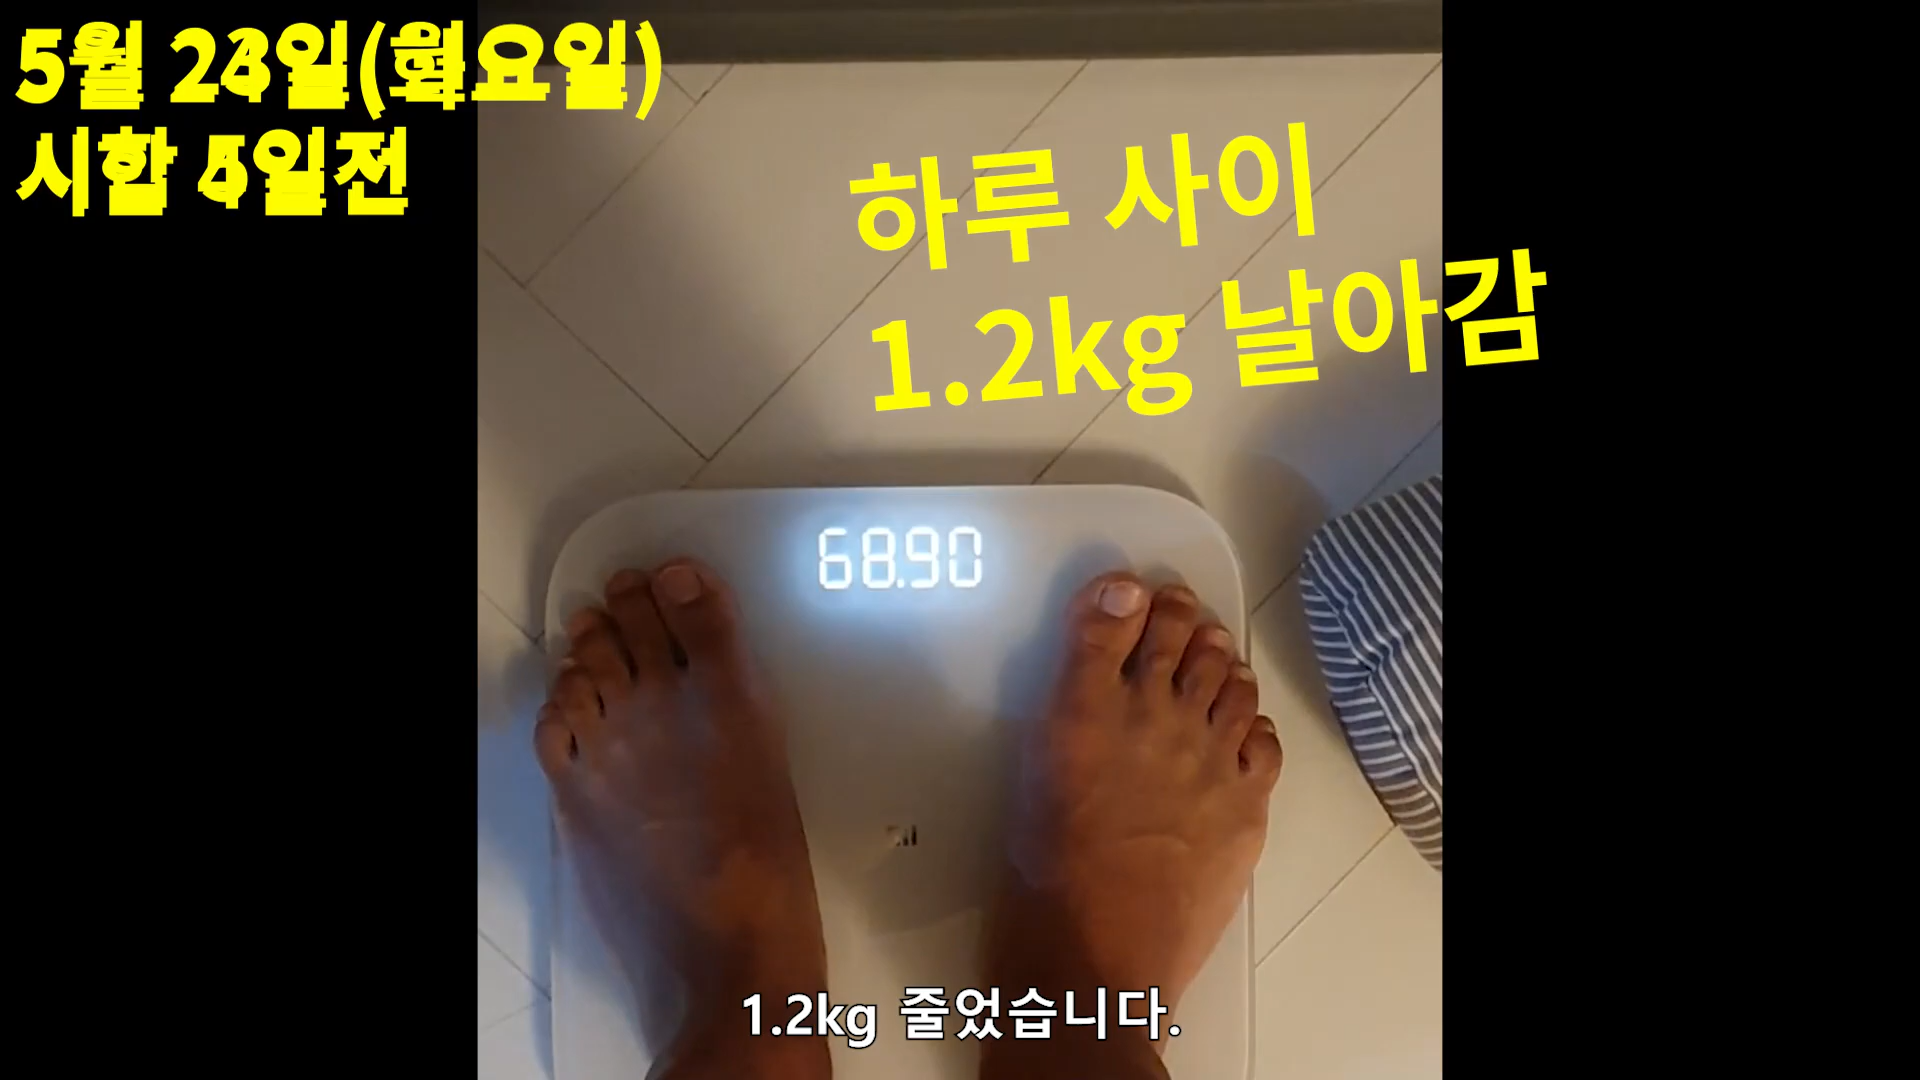 5월
시합
하루 사이
1.2kg 날아감
68.90
1.2kg 줄었습니다.